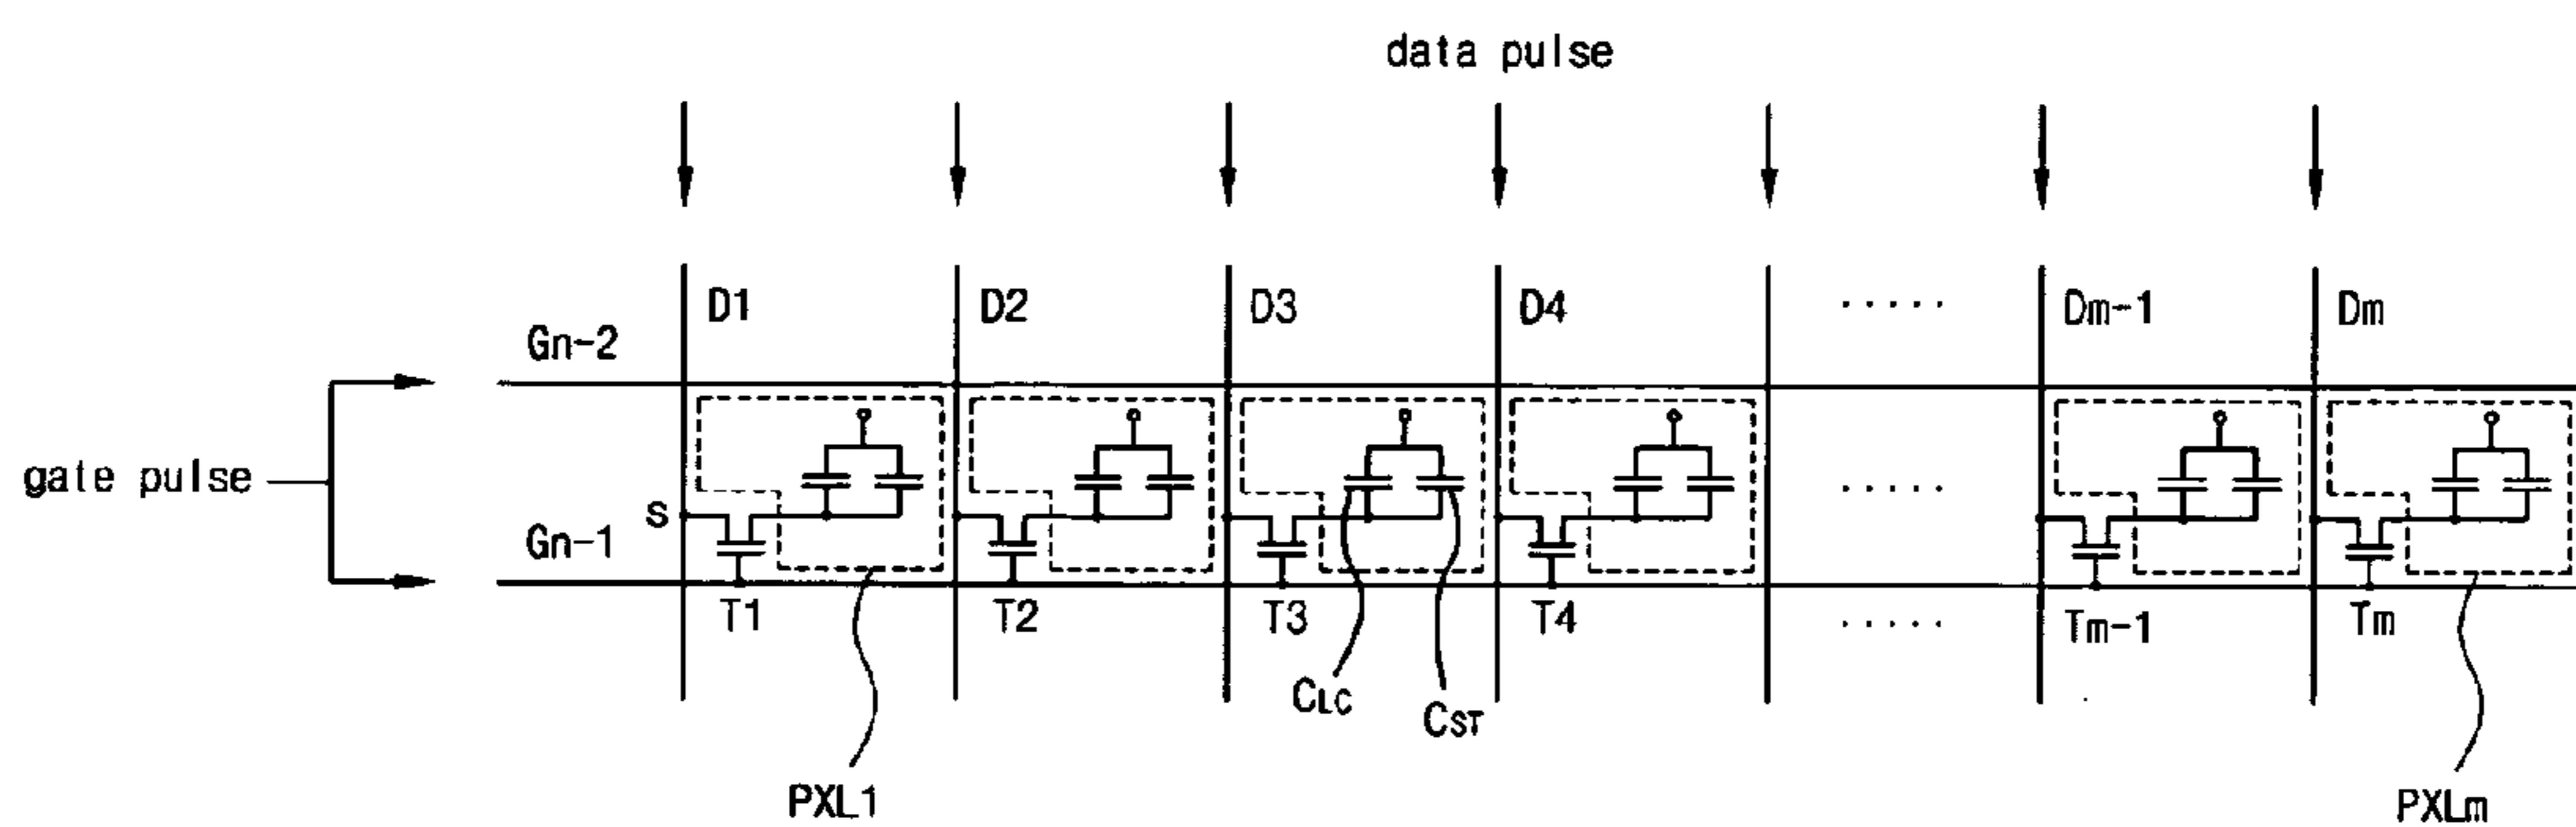 data pulse
D1 D2 D3 D4 ..... Dm-1 Dm
Gn-2
gate pulse
.....
S
Gn-1
T1 T2 T3 T4 ..... Tm-1 Tm
CLC
CST
PXL1
PXLm